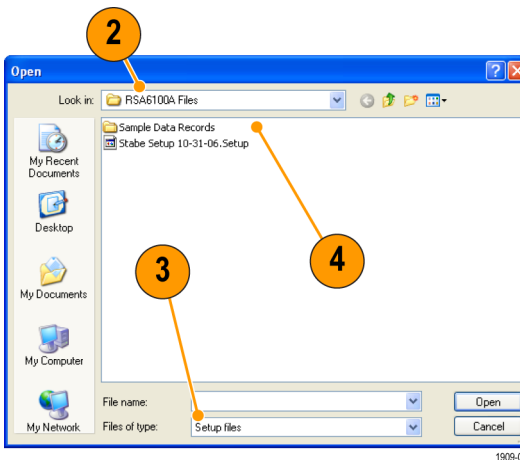 2
Open
Look in: RSA6100A Files
Sample Data Records
Stabe Setup 10-31-06.Setup
My Recent
Documents
Desktop
My Documents
My Computer
My Network
3
4
File name:
Open
Files of type: Setup files
Cancel